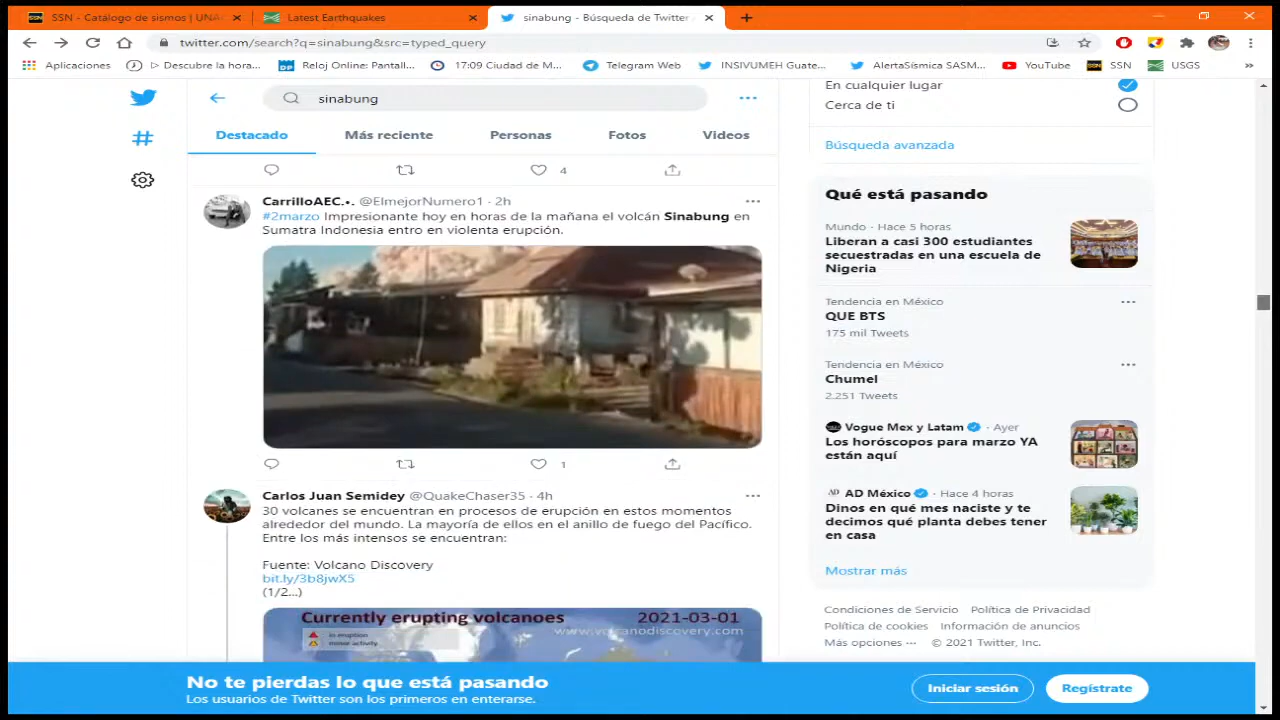 SSN - Catálogo de sismos | UNA
Latest Earthquakes
sinabung - Búsqueda de Twitter
twitter.com/search?q=sinabung&src=typed_query
Aplicaciones
▷ Descubre la hora...
Reloj Online: Pantall...
17:09 Ciudad de M...
Telegram Web
INSIVUMEH Guate...
AlertaSísmica SASM...
YouTube
SSN
USGS
»
sinabung
Destacado
Más reciente
Personas
Fotos
Videos
4
CarrilloAEC.•. @ElmejorNumero1 · 2h
#2marzo Impresionante hoy en horas de la mañana el volcán Sinabung en
Sumatra Indonesia entro en violenta erupción.
1
Carlos Juan Semidey @QuakeChaser35 · 4h
30 volcanes se encuentran en procesos de erupción en estos momentos
alrededor del mundo. La mayoría de ellos en el anillo de fuego del Pacífico.
Entre los más intensos se encuentran:
Fuente: Volcano Discovery
bit.ly/3b8jwX5
(1/2...)
Currently erupting volcanoes 2021-03-01
www.volcanodiscovery.com
in eruption
minor activity
En cualquier lugar
Cerca de ti
Búsqueda avanzada
Qué está pasando
Mundo · Hace 5 horas
Liberan a casi 300 estudiantes
secuestradas en una escuela de
Nigeria
Tendencia en México
QUE BTS
175 mil Tweets
Tendencia en México
Chumel
2.251 Tweets
Vogue Mex y Latam · Ayer
Los horóscopos para marzo YA
están aquí
AD México · Hace 4 horas
Dinos en qué mes naciste y te
decimos qué planta debes tener
en casa
Mostrar más
Condiciones de Servicio Política de Privacidad
Política de cookies Información de anuncios
Más opciones ··· © 2021 Twitter, Inc.
No te pierdas lo que está pasando
Los usuarios de Twitter son los primeros en enterarse.
Iniciar sesión
Regístrate